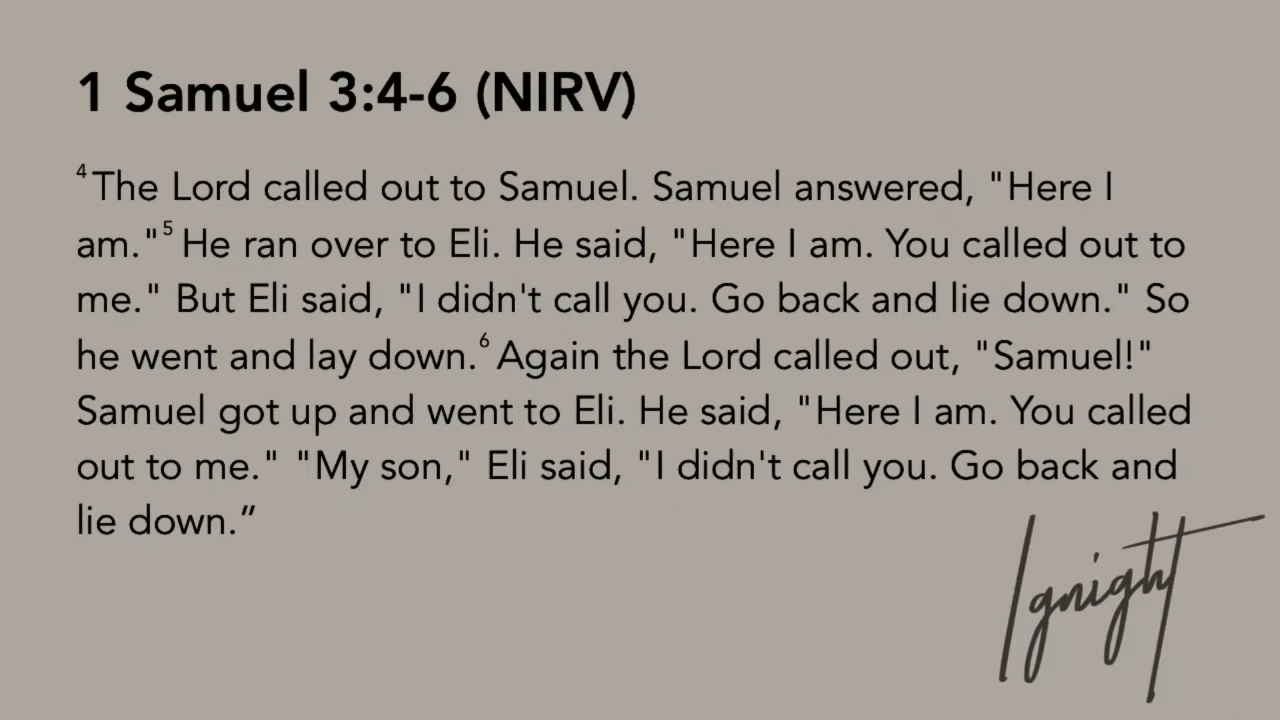 1 Samuel 3:4-6 (NIRV)
4 The Lord called out to Samuel. Samuel answered, "Here I
am." 5 He ran over to Eli. He said, "Here I am. You called out to
me." But Eli said, "I didn't call you. Go back and lie down." So
he went and lay down. 6 Again the Lord called out, "Samuel!"
Samuel got up and went to Eli. He said, "Here I am. You called
out to me." "My son," Eli said, "I didn't call you. Go back and
lie down.”
Ignight